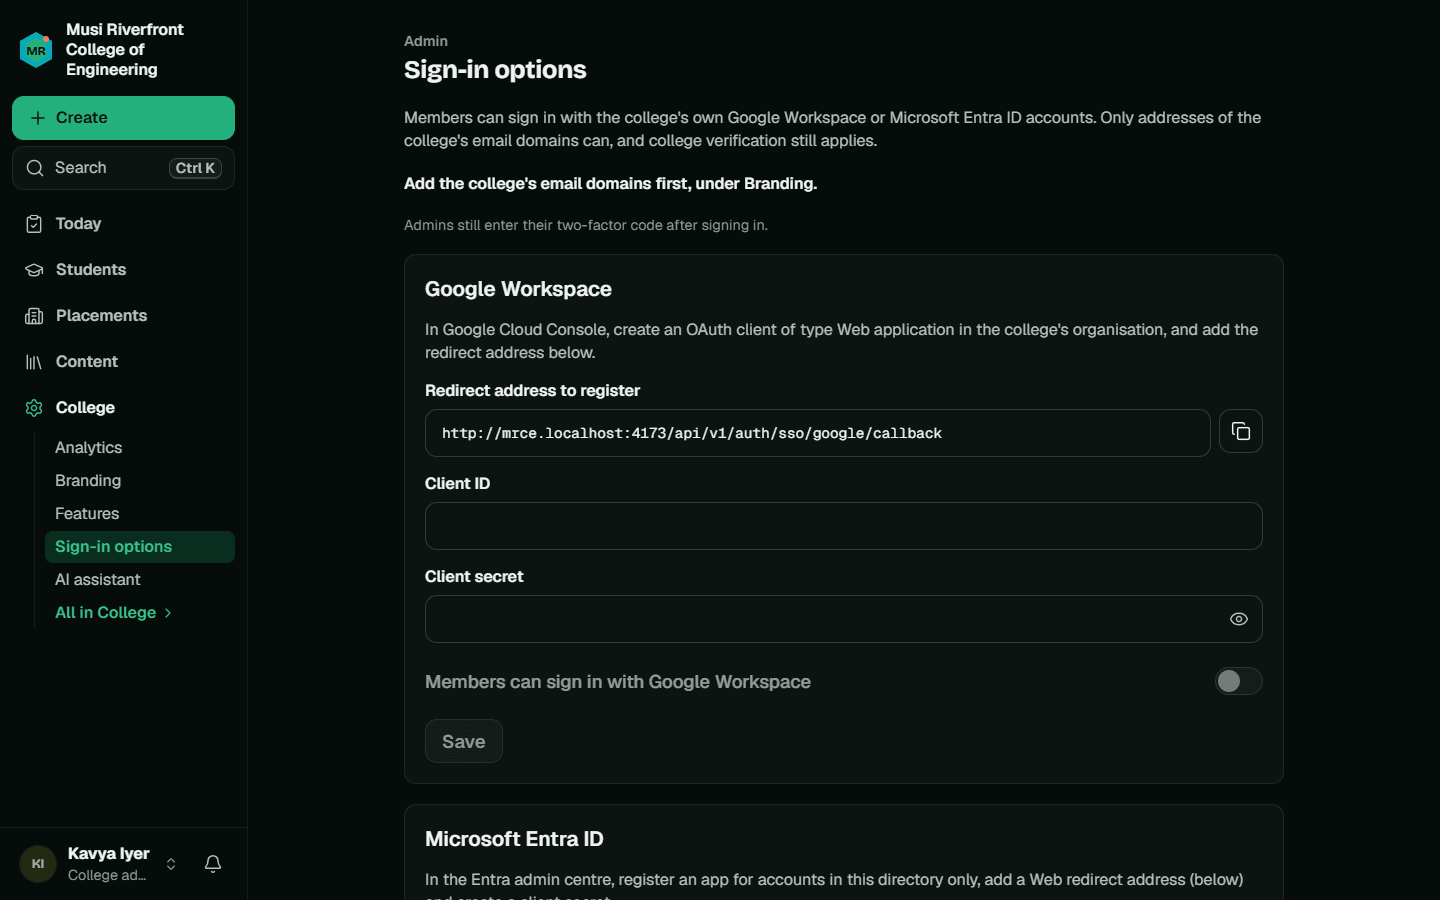 MR
Musi Riverfront
College of
Engineering
Create
Search
Ctrl K
Today
Students
Placements
Content
College
Analytics
Branding
Features
Sign-in options
AI assistant
All in College
KI
Kavya Iyer
College ad...
Admin
Sign-in options
Members can sign in with the college's own Google Workspace or Microsoft Entra ID accounts. Only addresses of the
college's email domains can, and college verification still applies.
Add the college's email domains first, under Branding.
Admins still enter their two-factor code after signing in.
Google Workspace
In Google Cloud Console, create an OAuth client of type Web application in the college's organisation, and add the
redirect address below.
Redirect address to register
http://mrce.localhost:4173/api/v1/auth/sso/google/callback
Client ID
Client secret
Members can sign in with Google Workspace
Save
Microsoft Entra ID
In the Entra admin centre, register an app for accounts in this directory only, add a Web redirect address (below)